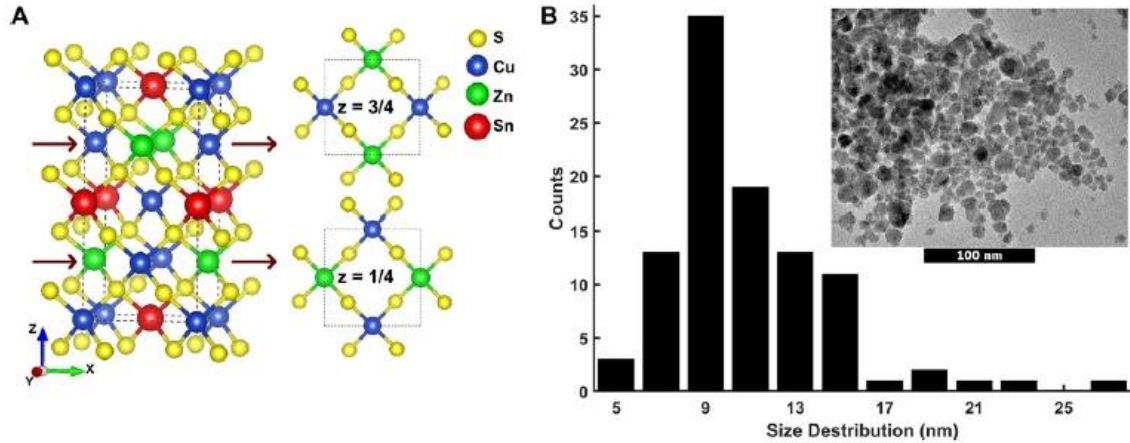 A
S
Cu
Zn
Sn
z = 3/4
z = 1/4
Z
Y
X
B
35
30
25
20
15
10
5
0
Counts
5
9
13
17
21
25
Size Destribution (nm)
100 nm